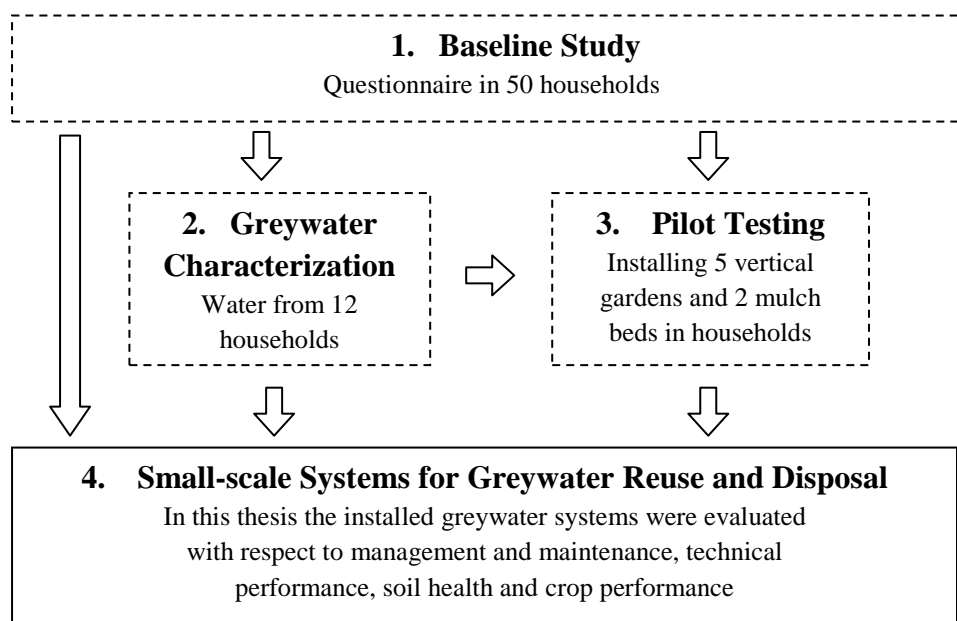 1. Baseline Study
Questionnaire in 50 households
2. Greywater
Characterization
Water from 12
households
3. Pilot Testing
Installing 5 vertical
gardens and 2 mulch
beds in households
4. Small-scale Systems for Greywater Reuse and Disposal
In this thesis the installed greywater systems were evaluated
with respect to management and maintenance, technical
performance, soil health and crop performance